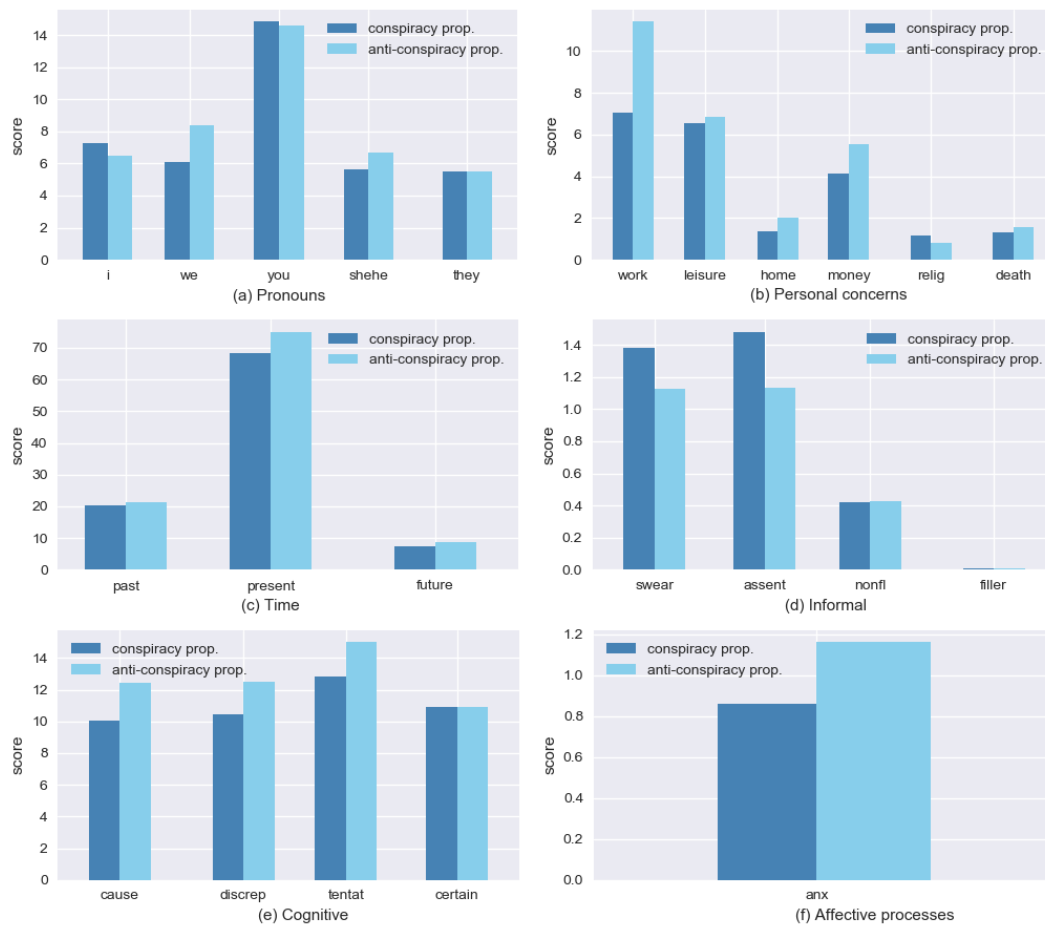 conspiracy prop.
anti-conspiracy prop.
score
14
12
10
8
6
4
2
0
i we you shehe they
(a) Pronouns
conspiracy prop.
anti-conspiracy prop.
score
10
8
6
4
2
0
work leisure home money relig death
(b) Personal concerns
conspiracy prop.
anti-conspiracy prop.
score
70
60
50
40
30
20
10
0
past present future
(c) Time
conspiracy prop.
anti-conspiracy prop.
score
1.4
1.2
1.0
0.8
0.6
0.4
0.2
0.0
swear assent nonfl filler
(d) Informal
conspiracy prop.
anti-conspiracy prop.
score
14
12
10
8
6
4
2
0
cause discrep tentat certain
(e) Cognitive
conspiracy prop.
anti-conspiracy prop.
score
1.2
1.0
0.8
0.6
0.4
0.2
0.0
anx
(f) Affective processes